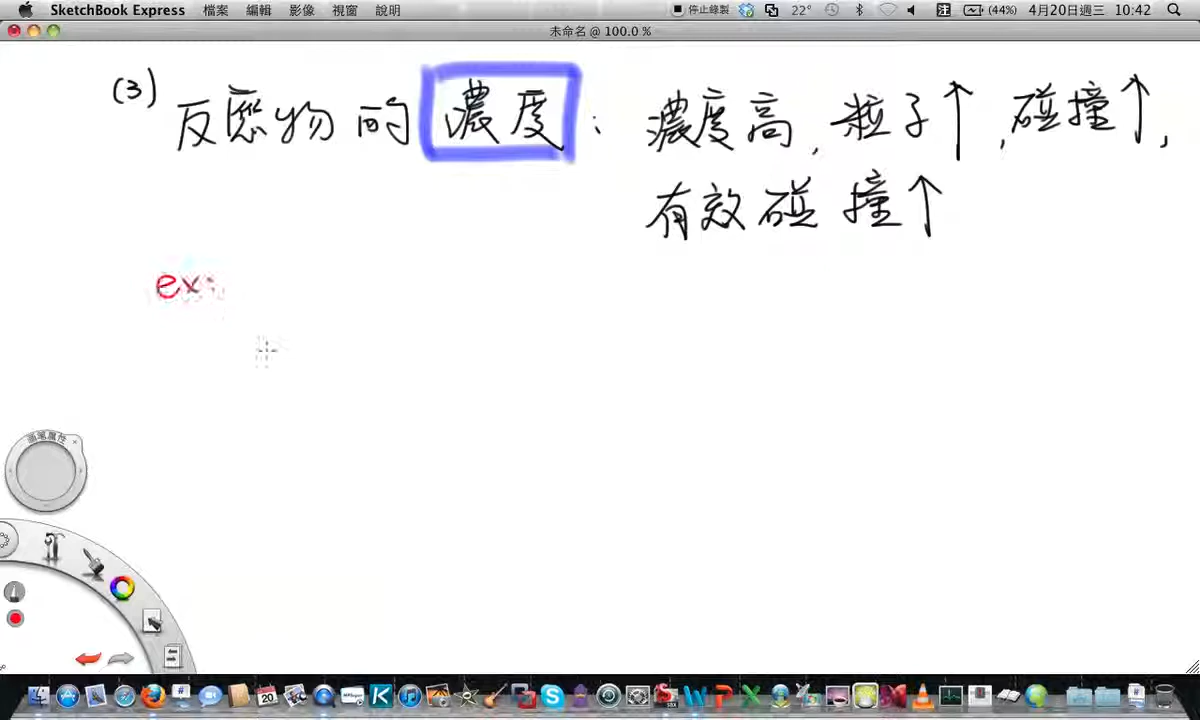 SketchBook Express 檔案 編輯 影像 視窗 說明 停止錄製 22° 注 (44%) 4月20日週三 10:42
未命名 @ 100.0 %
(3) 反應物的濃度: 濃度高, 粒子↑, 碰撞↑,
有效碰撞↑
ex: